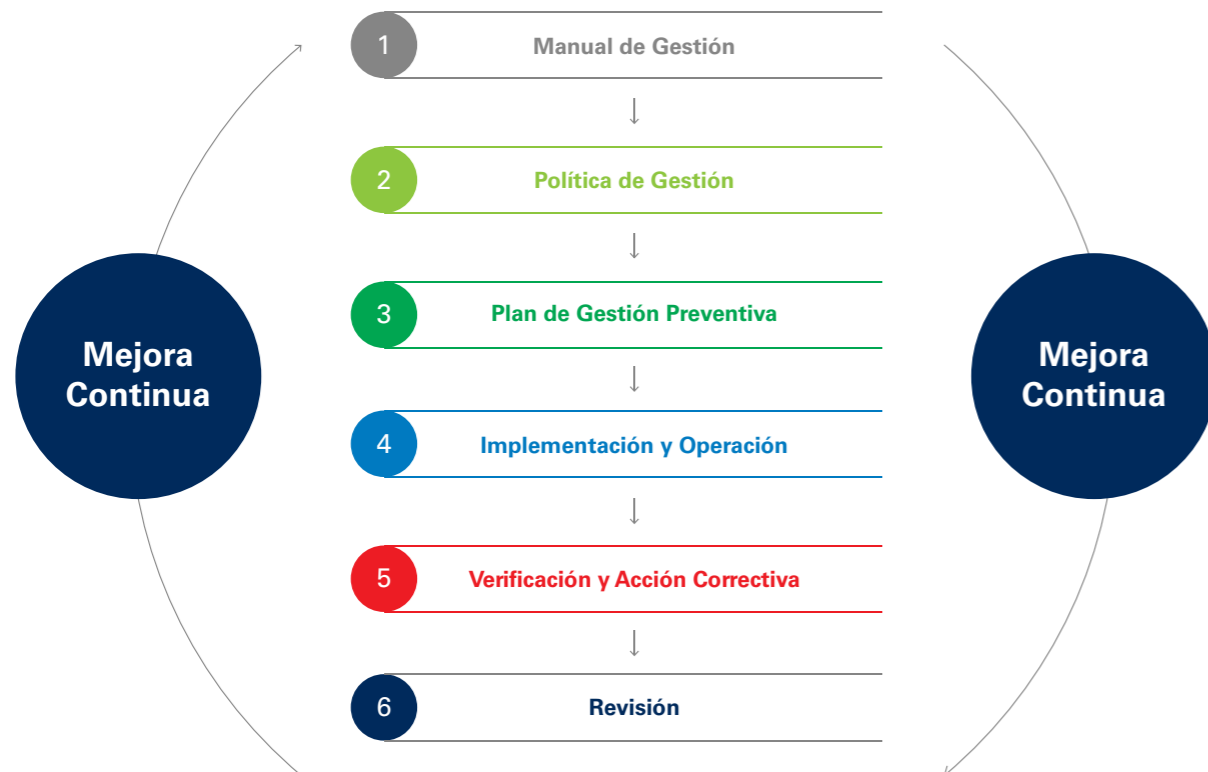 1
Manual de Gestión
2
Política de Gestión
3
Plan de Gestión Preventiva
Mejora
Continua
Mejora
Continua
4
Implementación y Operación
5
Verificación y Acción Correctiva
6
Revisión